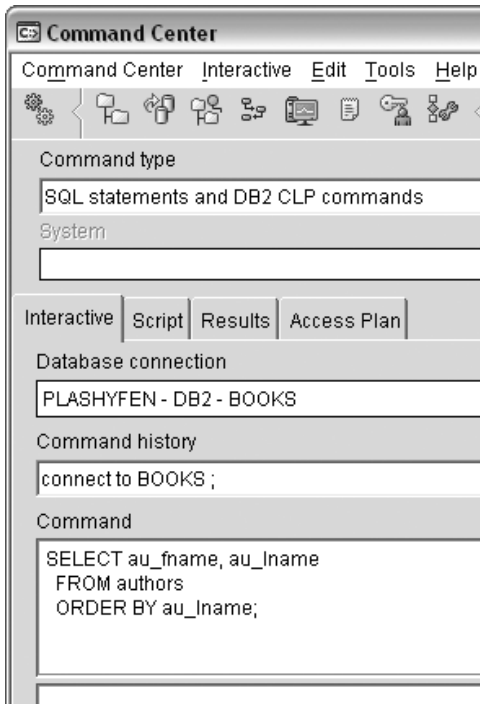 Command Center
Command Center Interactive Edit Tools Help
Command type
SQL statements and DB2 CLP commands
System
Interactive Script Results Access Plan
Database connection
PLASHYFEN - DB2 - BOOKS
Command history
connect to BOOKS ;
Command
SELECT au_fname, au_lname
FROM authors
ORDER BY au_lname;